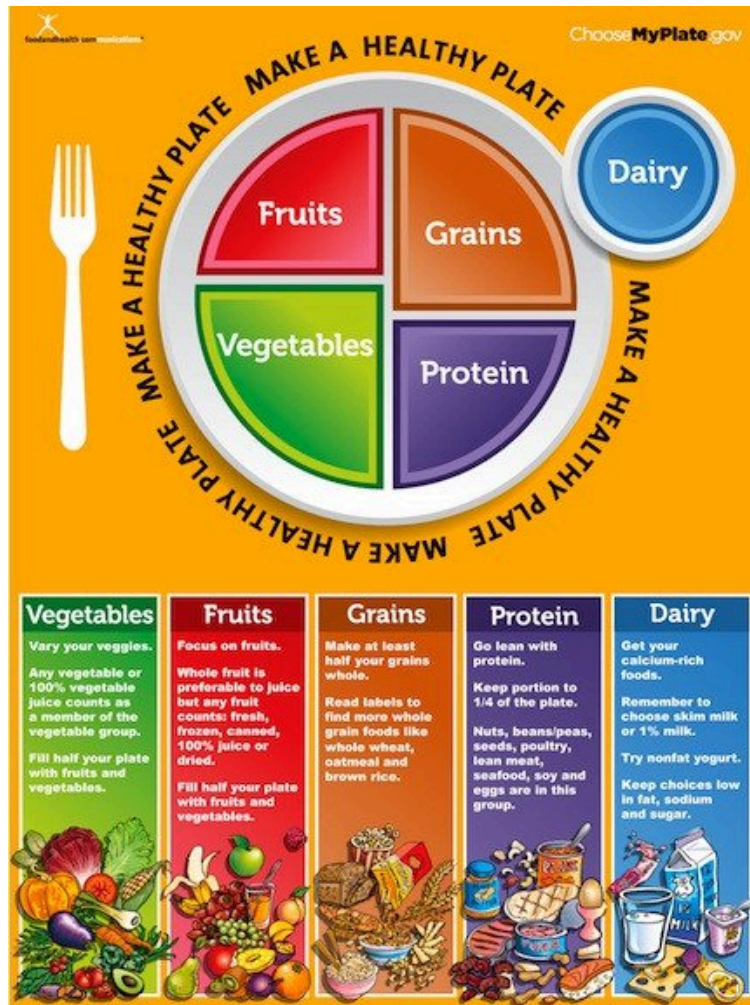 foodandhealth communications
ChooseMyPlate.gov
MAKE A HEALTHY PLATE
MAKE A HEALTHY PLATE
MAKE A HEALTHY PLATE
MAKE A HEALTHY PLATE
MAKE A HEALTHY PLATE
Fruits
Grains
Dairy
Vegetables
Protein
Vegetables
Vary your veggies.
Any vegetable or
100% vegetable
juice counts as
a member of the
vegetable group.
Fill half your plate
with fruits and
vegetables.
Fruits
Focus on fruits.
Whole fruit is
preferable to juice
but any fruit
counts: fresh,
frozen, canned,
100% juice or
dried.
Fill half your plate
with fruits and
vegetables.
Grains
Make at least
half your grains
whole.
Read labels to
find more whole
grain foods like
whole wheat,
oatmeal and
brown rice.
Protein
Go lean with
protein.
Keep portion to
1/4 of the plate.
Nuts, beans/peas,
seeds, poultry,
lean meat,
seafood, soy and
eggs are in this
group.
Dairy
Get your
calcium-rich
foods.
Remember to
choose skim milk
or 1% milk.
Try nonfat yogurt.
Keep choices low
in fat, sodium
and sugar.
MILK